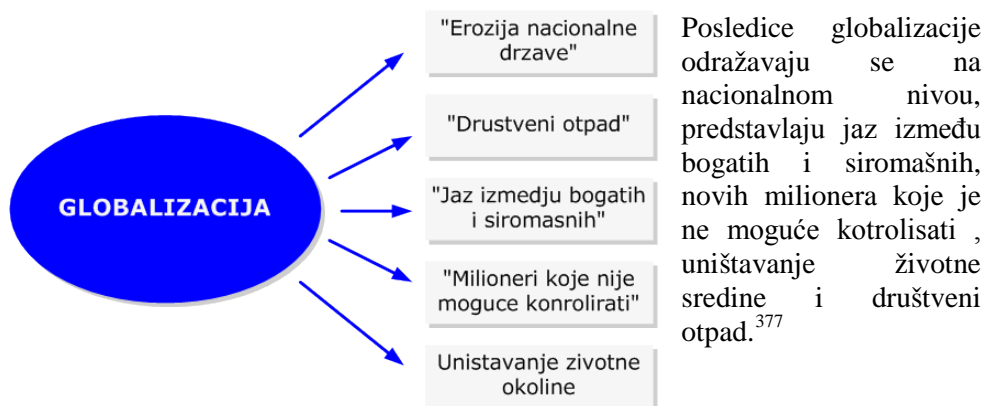 GLOBALIZACIJA
"Erozija nacionalne
drzave"
"Drustveni otpad"
"Jaz izmedju bogatih
i siromasnih"
"Milioneri koje nije
moguce konrolirati"
Unistavanje zivotne
okoline
Posledice globalizacije
odražavaju se na
nacionalnom nivou,
predstavlaju jaz između
bogatih i siromašnih,
novih milionera koje je
ne moguće kotrolisati ,
uništavanje životne
sredine i društveni
otpad.377